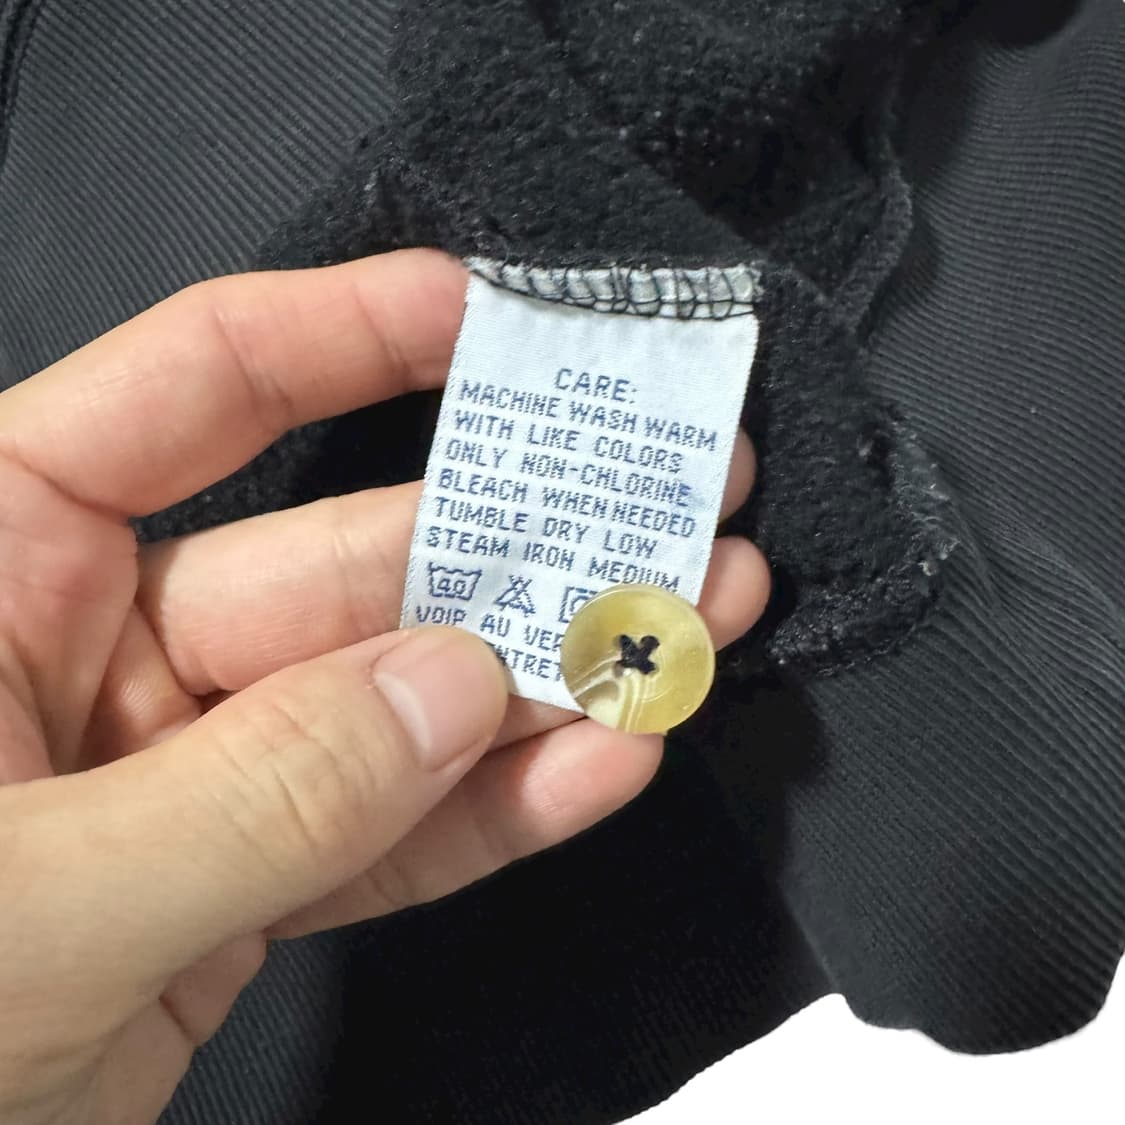 CARE:
MACHINE WASH WARM
WITH LIKE COLORS
ONLY NON-CHLORINE
BLEACH WHEN NEEDED
TUMBLE DRY LOW
STEAM IRON MEDIUM
40
VOIR AU